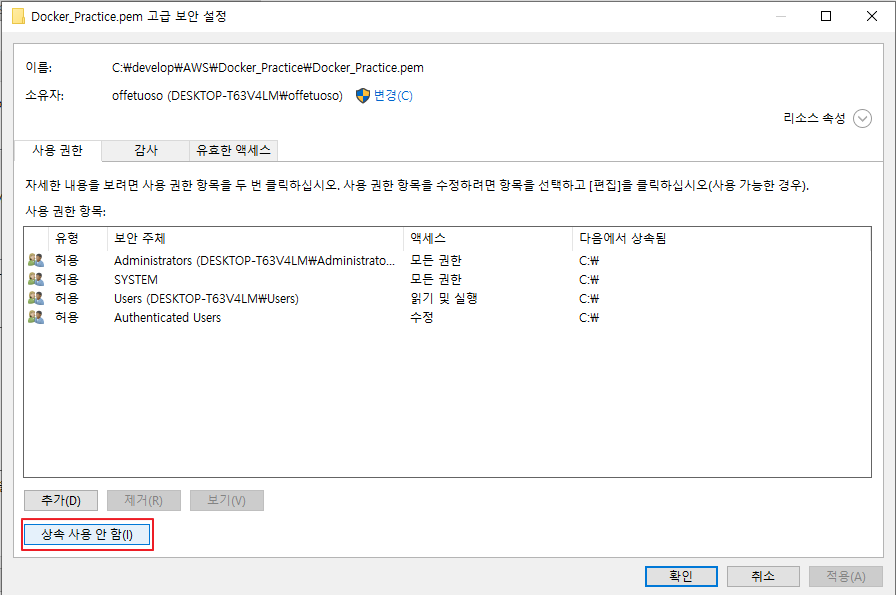 Docker_Practice.pem 고급 보안 설정
이름: C:\develop\AWS\Docker_Practice\Docker_Practice.pem
소유자: offetuoso (DESKTOP-T63V4LM\offetuoso) 변경(C)
리소스 속성
사용 권한 감사 유효한 액세스
자세한 내용을 보려면 사용 권한 항목을 두 번 클릭하십시오. 사용 권한 항목을 수정하려면 항목을 선택하고 [편집]을 클릭하십시오(사용 가능한 경우).
사용 권한 항목:
유형 보안 주체 액세스 다음에서 상속됨
허용 Administrators (DESKTOP-T63V4LM\Administrato... 모든 권한 C:\
허용 SYSTEM 모든 권한 C:\
허용 Users (DESKTOP-T63V4LM\Users) 읽기 및 실행 C:\
허용 Authenticated Users 수정 C:\
추가(D) 제거(R) 보기(V)
상속 사용 안 함(I)
확인 취소 적용(A)